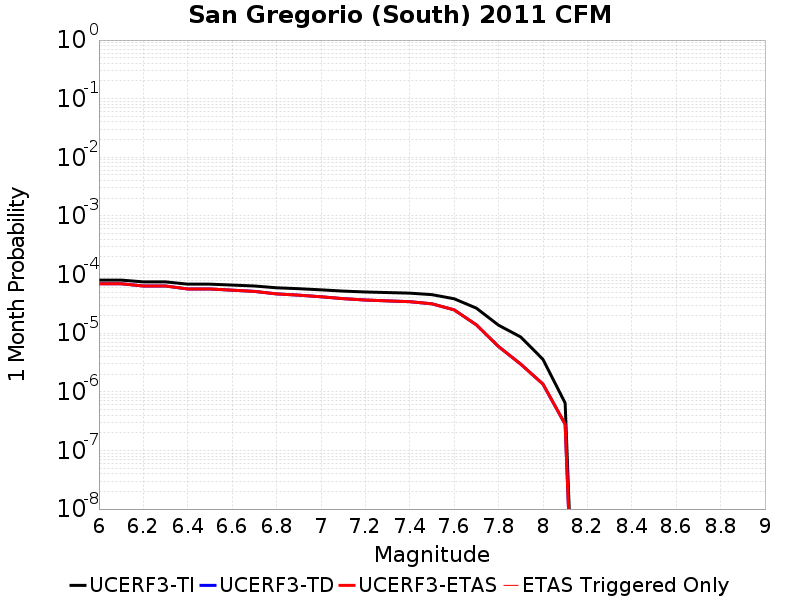 San Gregorio (South) 2011 CFM
1 Month Probability
10^0
10^-1
10^-2
10^-3
10^-4
10^-5
10^-6
10^-7
10^-8
6 6.2 6.4 6.6 6.8 7 7.2 7.4 7.6 7.8 8 8.2 8.4 8.6 8.8 9
Magnitude
UCERF3-TI UCERF3-TD UCERF3-ETAS ETAS Triggered Only